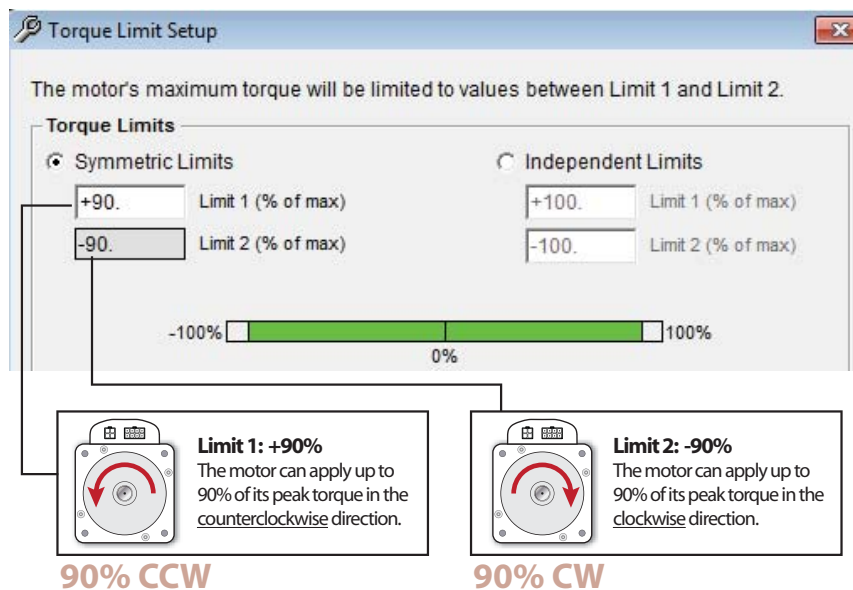 Torque Limit Setup
The motor's maximum torque will be limited to values between Limit 1 and Limit 2.
Torque Limits
Symmetric Limits
+90. Limit 1 (% of max)
-90. Limit 2 (% of max)
Independent Limits
+100. Limit 1 (% of max)
-100. Limit 2 (% of max)
-100% 100%
0%
Limit 1: +90%
The motor can apply up to
90% of its peak torque in the
counterclockwise direction.
90% CCW
Limit 2: -90%
The motor can apply up to
90% of its peak torque in the
clockwise direction.
90% CW